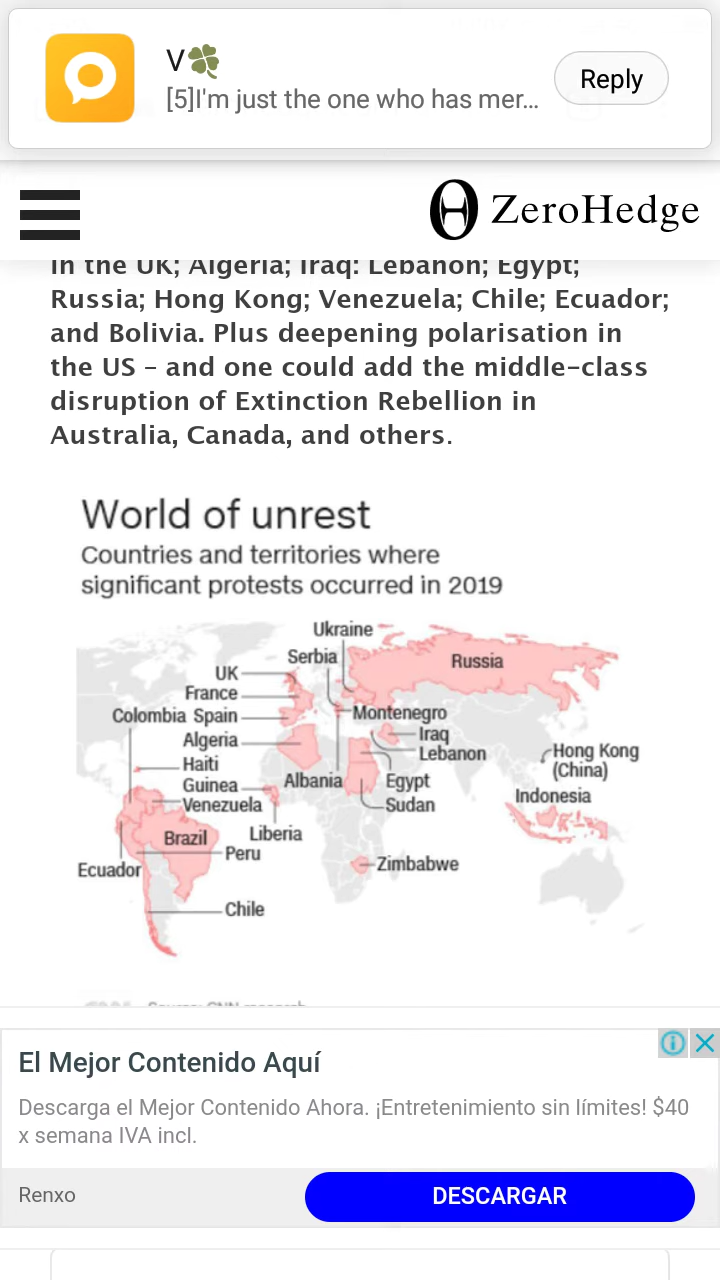 V🍀
[5]I'm just the one who has mer...
Reply
ZeroHedge
in the UK; Algeria; Iraq: Lebanon; Egypt;
Russia; Hong Kong; Venezuela; Chile; Ecuador;
and Bolivia. Plus deepening polarisation in
the US – and one could add the middle-class
disruption of Extinction Rebellion in
Australia, Canada, and others.
World of unrest
Countries and territories where
significant protests occurred in 2019
Ukraine
Serbia
Russia
UK
France
Colombia Spain
Montenegro
Algeria
Iraq
Lebanon
Hong Kong
(China)
Haiti
Guinea
Albania
Egypt
Venezuela
Sudan
Indonesia
Brazil
Liberia
Peru
Ecuador
Zimbabwe
Chile
El Mejor Contenido Aquí
Descarga el Mejor Contenido Ahora. ¡Entretenimiento sin límites! $40
x semana IVA incl.
Renxo
DESCARGAR